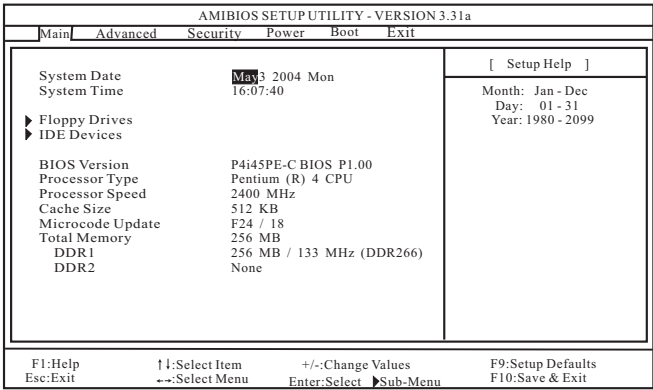 AMIBIOS SETUP UTILITY - VERSION 3.31a
Main Advanced Security Power Boot Exit
System Date May 3 2004 Mon
System Time 16:07:40
Floppy Drives
IDE Devices
BIOS Version P4i45PE-C BIOS P1.00
Processor Type Pentium (R) 4 CPU
Processor Speed 2400 MHz
Cache Size 512 KB
Microcode Update F24 / 18
Total Memory 256 MB
DDR1 256 MB / 133 MHz (DDR266)
DDR2 None
[ Setup Help ]
Month: Jan - Dec
Day: 01 - 31
Year: 1980 - 2099
F1:Help ↑↓:Select Item +/-:Change Values F9:Setup Defaults
Esc:Exit ←→:Select Menu Enter:Select ▶Sub-Menu F10:Save & Exit